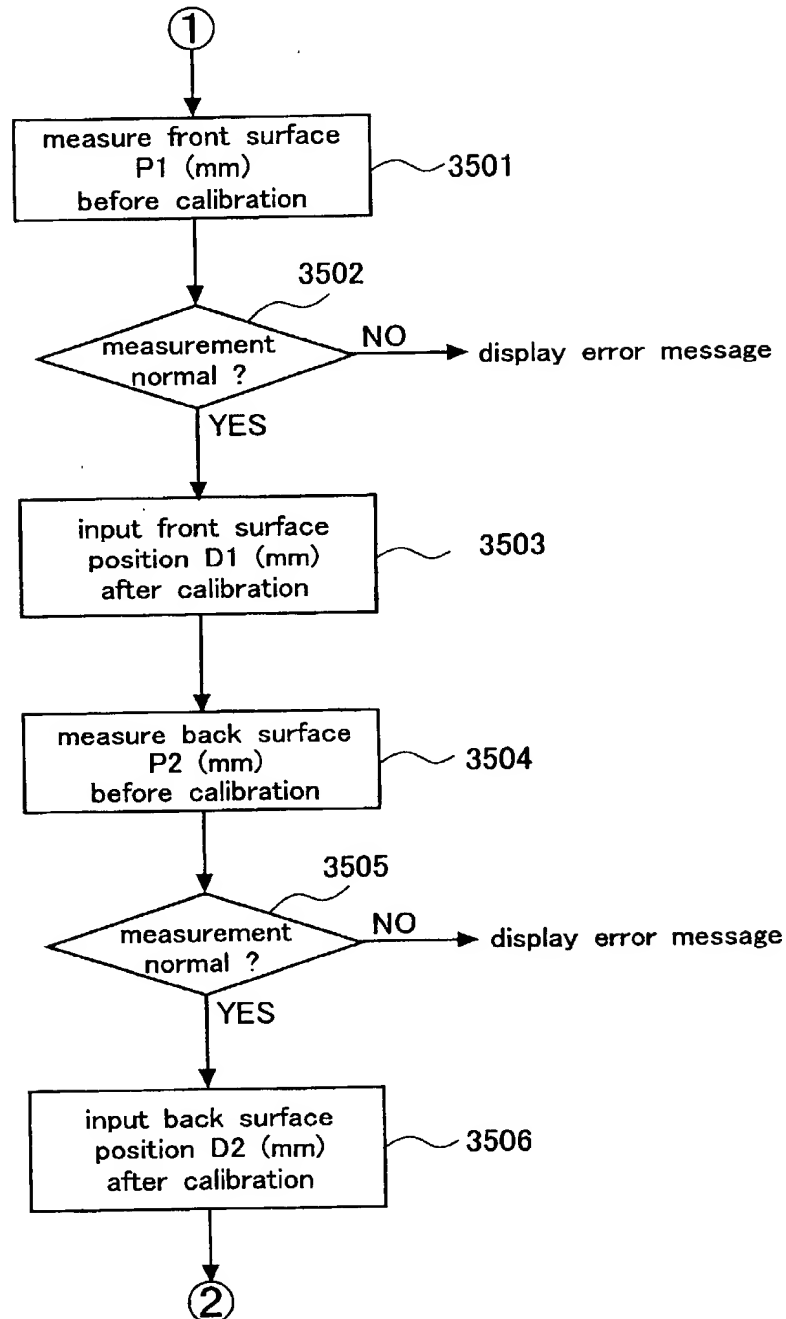 ①
measure front surface
P1 (mm)
before calibration
3501
3502
measurement
normal ?
NO
display error message
YES
input front surface
position D1 (mm)
after calibration
3503
measure back surface
P2 (mm)
before calibration
3504
3505
measurement
normal ?
NO
display error message
YES
input back surface
position D2 (mm)
after calibration
3506
②